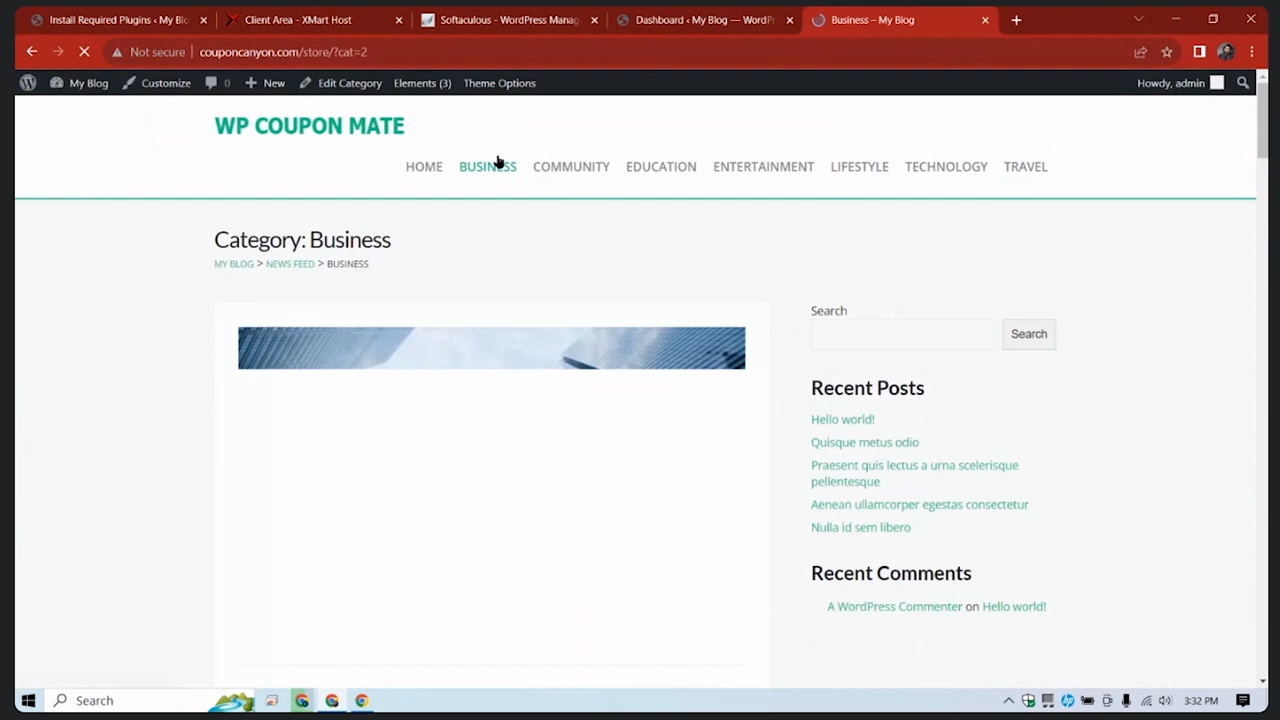 Install Required Plugins ‹ My Blo
Client Area - XMart Host
Softaculous - WordPress Manag
Dashboard ‹ My Blog — WordPr
Business – My Blog
Not secure
couponcanyon.com/store/?cat=2
My Blog
Customize
0
New
Edit Category
Elements (3)
Theme Options
Howdy, admin
WP COUPON MATE
HOME
BUSINESS
COMMUNITY
EDUCATION
ENTERTAINMENT
LIFESTYLE
TECHNOLOGY
TRAVEL
Category: Business
MY BLOG > NEWS FEED > BUSINESS
Search
Search
Recent Posts
Hello world!
Quisque metus odio
Praesent quis lectus a urna scelerisque
pellentesque
Aenean ullamcorper egestas consectetur
Nulla id sem libero
Recent Comments
A WordPress Commenter on Hello world!
Search
3:32 PM